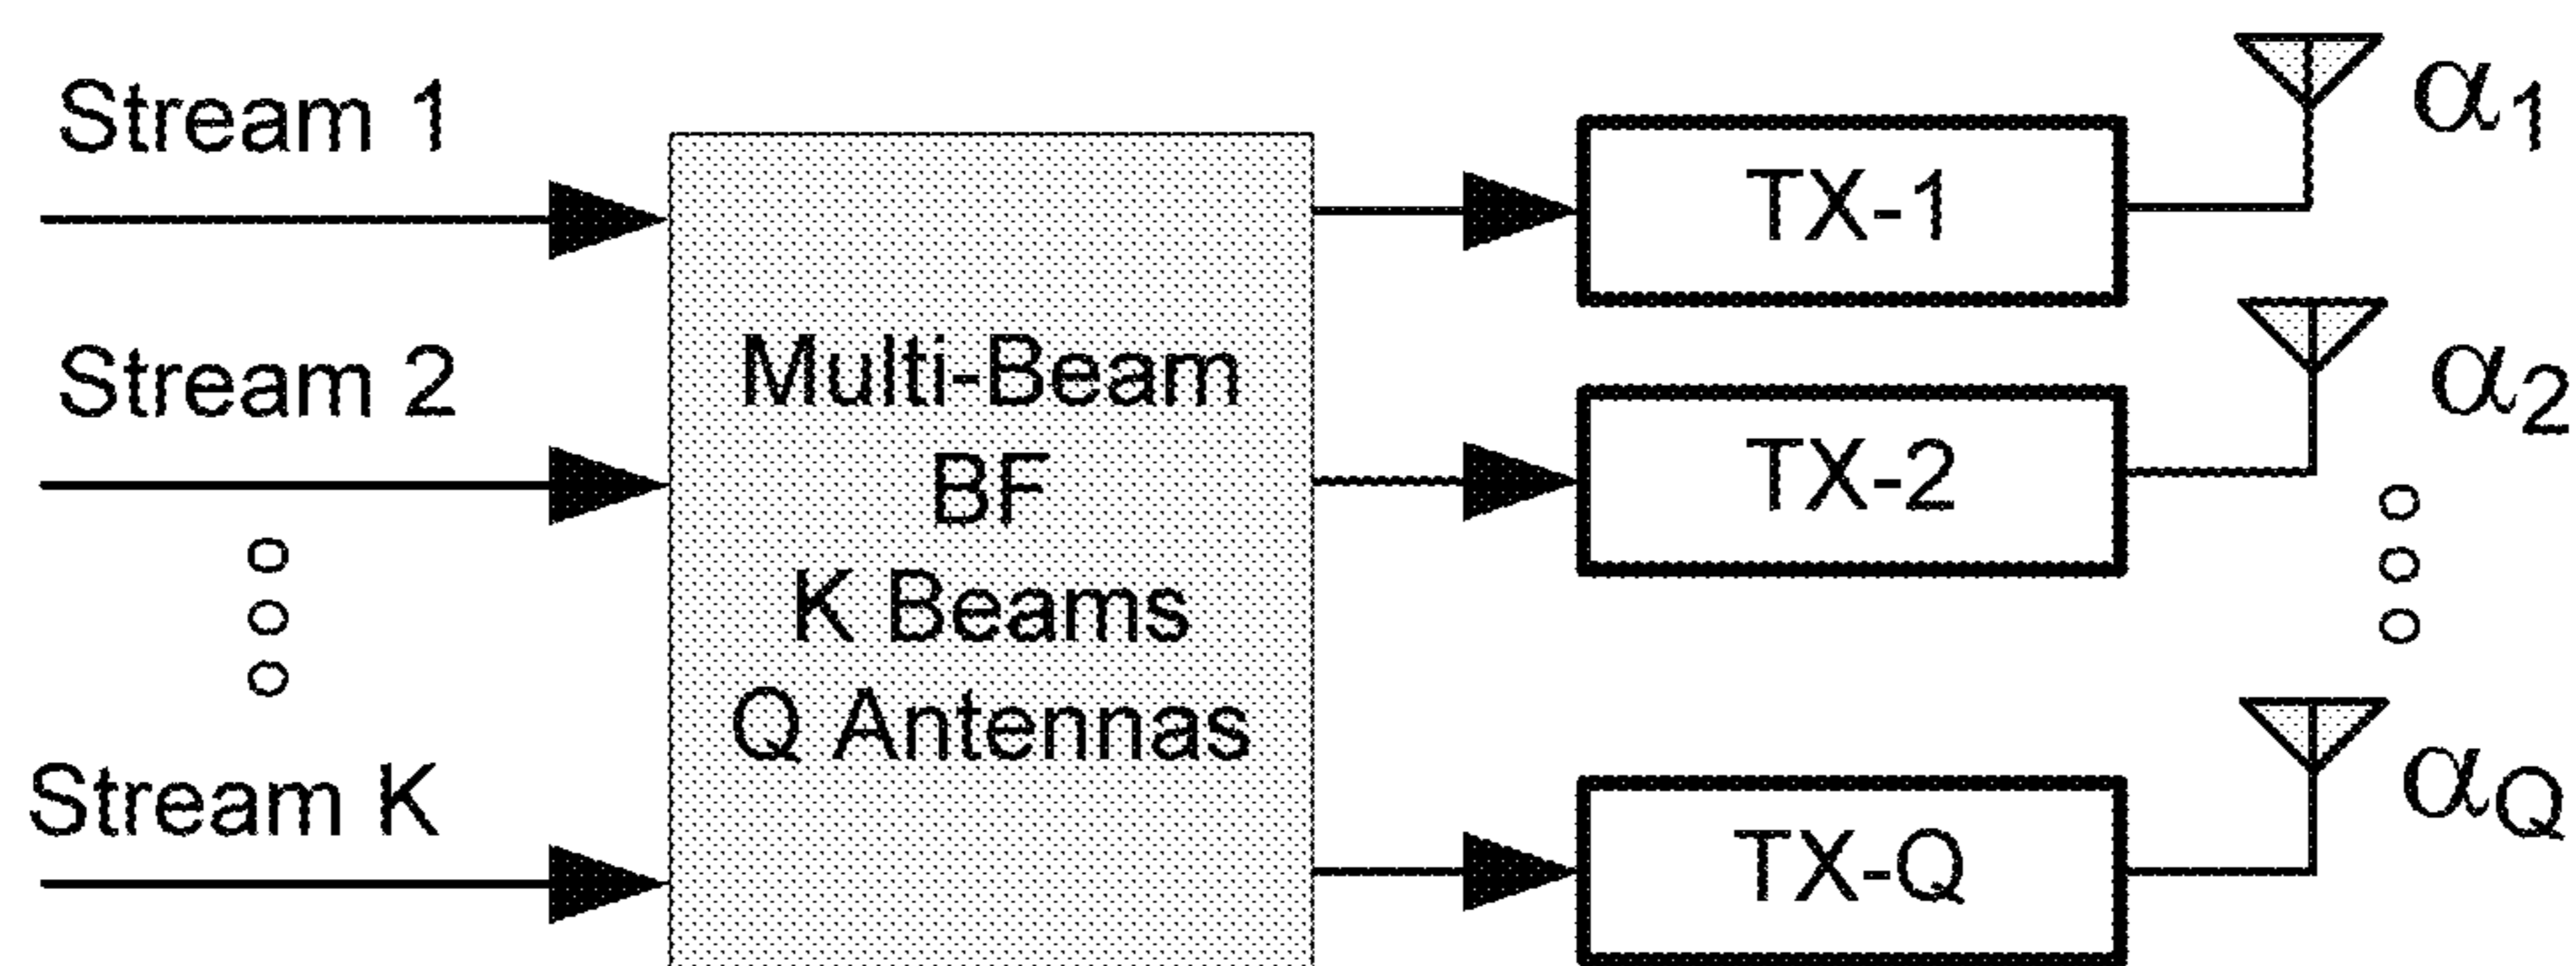 Stream 1
Stream 2
Stream K
Multi-Beam
BF
K Beams
Q Antennas
TX-1
TX-2
TX-Q
α1
α2
αQ